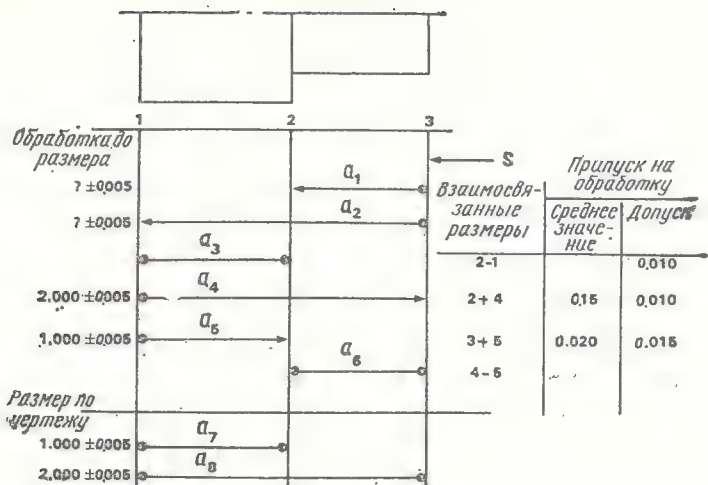 1 2 3
Обработка до
размера
S
a1
? ±0,005
a2
? ±0,005
a3
a4
2,000 ±0,005
a5
1,000 ±0,005
a6
Взаимосвя-
занные
размеры
Припуск на
обработку
Среднее
значе-
ние
Допуск
2-1 0,010
2+4 0,15 0,010
3+5 0.020 0.015
4-5
Размер по
чертежу
1.000 ±0,005
a7
2,000 ±0,005
a8